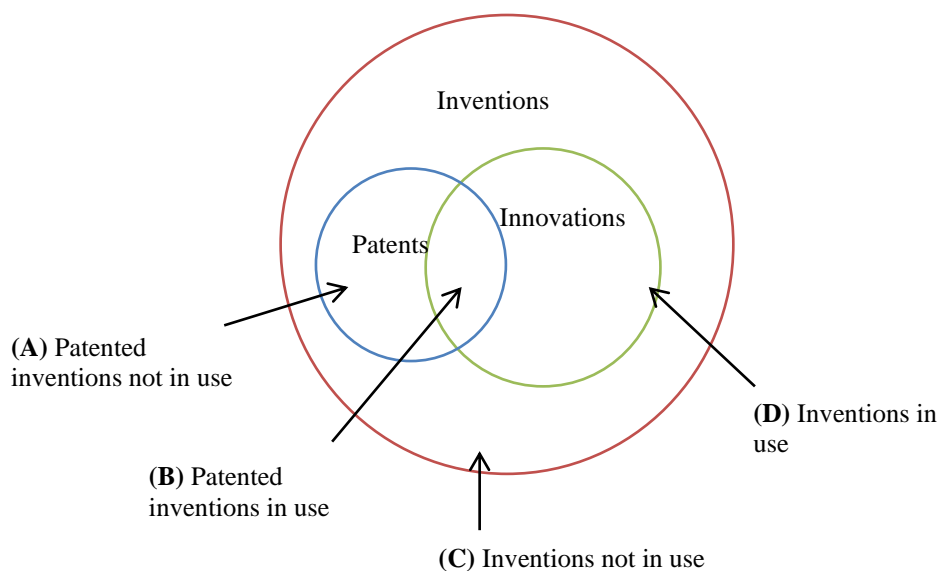 Inventions
Innovations
Patents
(A) Patented
inventions not in use
(B) Patented
inventions in use
(C) Inventions not in use
(D) Inventions in
use